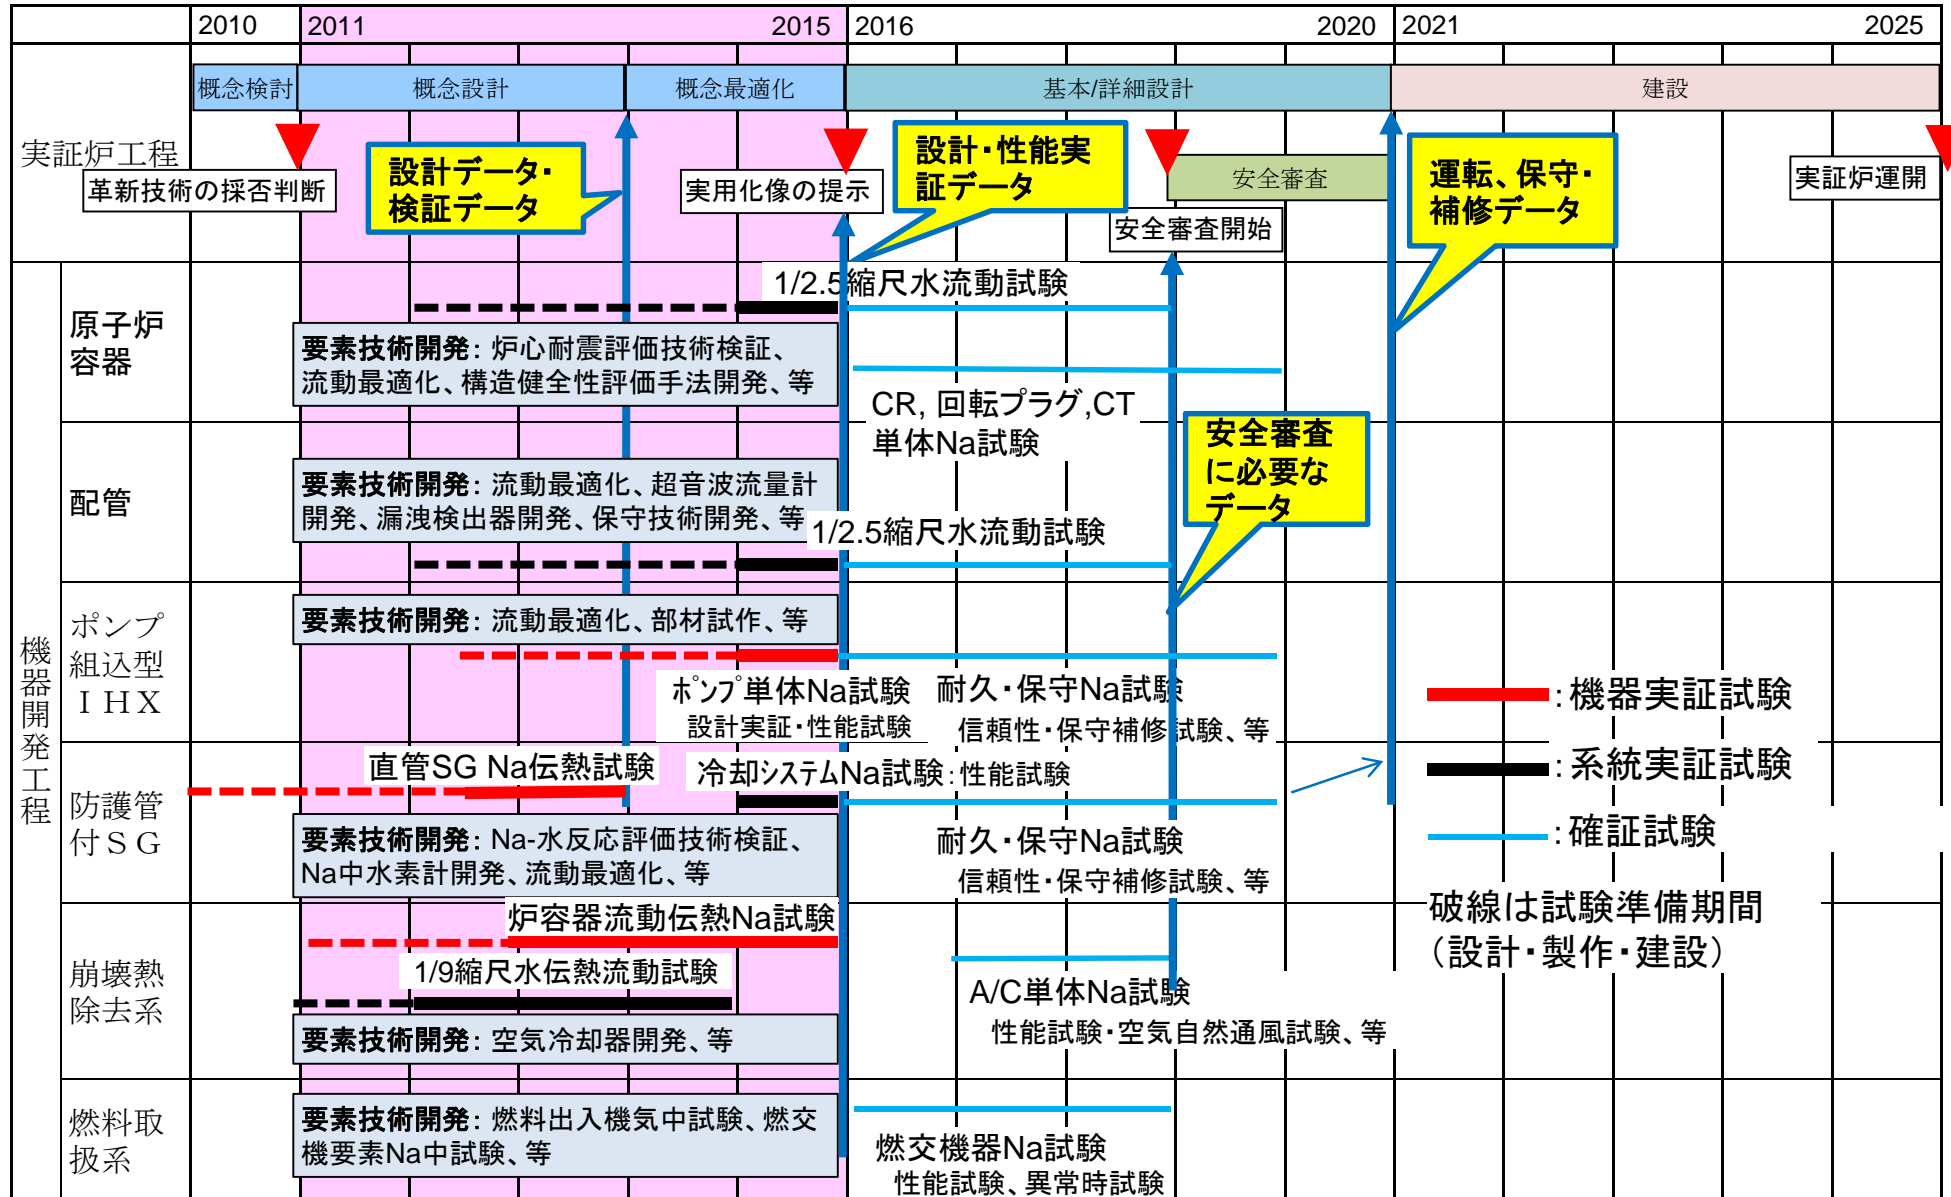 2010
2011
2015
2016
2020
2021
2025
概念検討
概念設計
概念最適化
基本/詳細設計
建設
実証炉工程
革新技術の採否判断
設計データ・
検証データ
実用化像の提示
設計・性能実
証データ
安全審査
安全審査開始
運転、保守・
補修データ
実証炉運開
機器開発工程
原子炉
容器
1/2.5縮尺水流動試験
要素技術開発: 炉心耐震評価技術検証、
流動最適化、構造健全性評価手法開発、等
CR, 回転プラグ,CT
単体Na試験
安全審査
に必要な
データ
配管
要素技術開発: 流動最適化、超音波流量計
開発、漏洩検出器開発、保守技術開発、等
1/2.5縮尺水流動試験
ポンプ
組込型
ＩＨＸ
要素技術開発: 流動最適化、部材試作、等
ﾎﾟﾝﾌﾟ単体Na試験
設計実証・性能試験
耐久・保守Na試験
信頼性・保守補修試験、等
防護管
付ＳＧ
直管SG Na伝熱試験
冷却ｼｽﾃﾑNa試験:性能試験
要素技術開発: Na-水反応評価技術検証、
Na中水素計開発、流動最適化、等
耐久・保守Na試験
信頼性・保守補修試験、等
崩壊熱
除去系
炉容器流動伝熱Na試験
1/9縮尺水伝熱流動試験
要素技術開発: 空気冷却器開発、等
A/C単体Na試験
性能試験・空気自然通風試験、等
燃料取
扱系
要素技術開発: 燃料出入機気中試験、燃交
機要素Na中試験、等
燃交機器Na試験
性能試験、異常時試験
:機器実証試験
:系統実証試験
:確証試験
破線は試験準備期間
(設計・製作・建設)